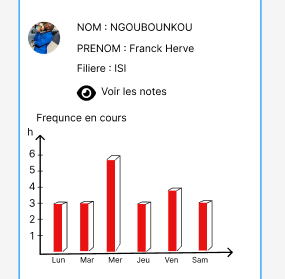 NOM : NGOUBOUNKOU
PRENOM : Franck Herve
Filiere : ISI
Voir les notes
Frequnce en cours
h
6
5
4
3
2
1
Lun Mar Mer Jeu Ven Sam